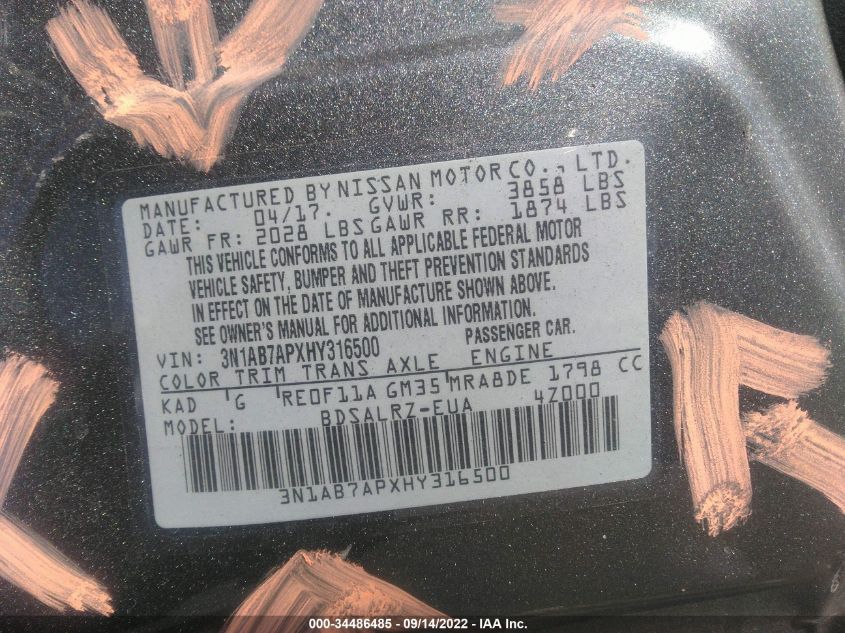 MANUFACTURED BY NISSAN MOTOR CO., LTD.
DATE: 04/17. GVWR: 3858 LBS
GAWR FR: 2028 LBS GAWR RR: 1874 LBS
THIS VEHICLE CONFORMS TO ALL APPLICABLE FEDERAL MOTOR
VEHICLE SAFETY, BUMPER AND THEFT PREVENTION STANDARDS
IN EFFECT ON THE DATE OF MANUFACTURE SHOWN ABOVE.
SEE OWNER'S MANUAL FOR ADDITIONAL INFORMATION.
VIN: 3N1AB7APXHY316500 PASSENGER CAR.
COLOR TRIM TRANS AXLE ENGINE
KAD G RE0F11A GM35 MRA8DE 1798 CC
MODEL: BDSALRZ-EUA 4Z000
3N1AB7APXHY316500
000-34486485 - 09/14/2022 - IAA Inc.